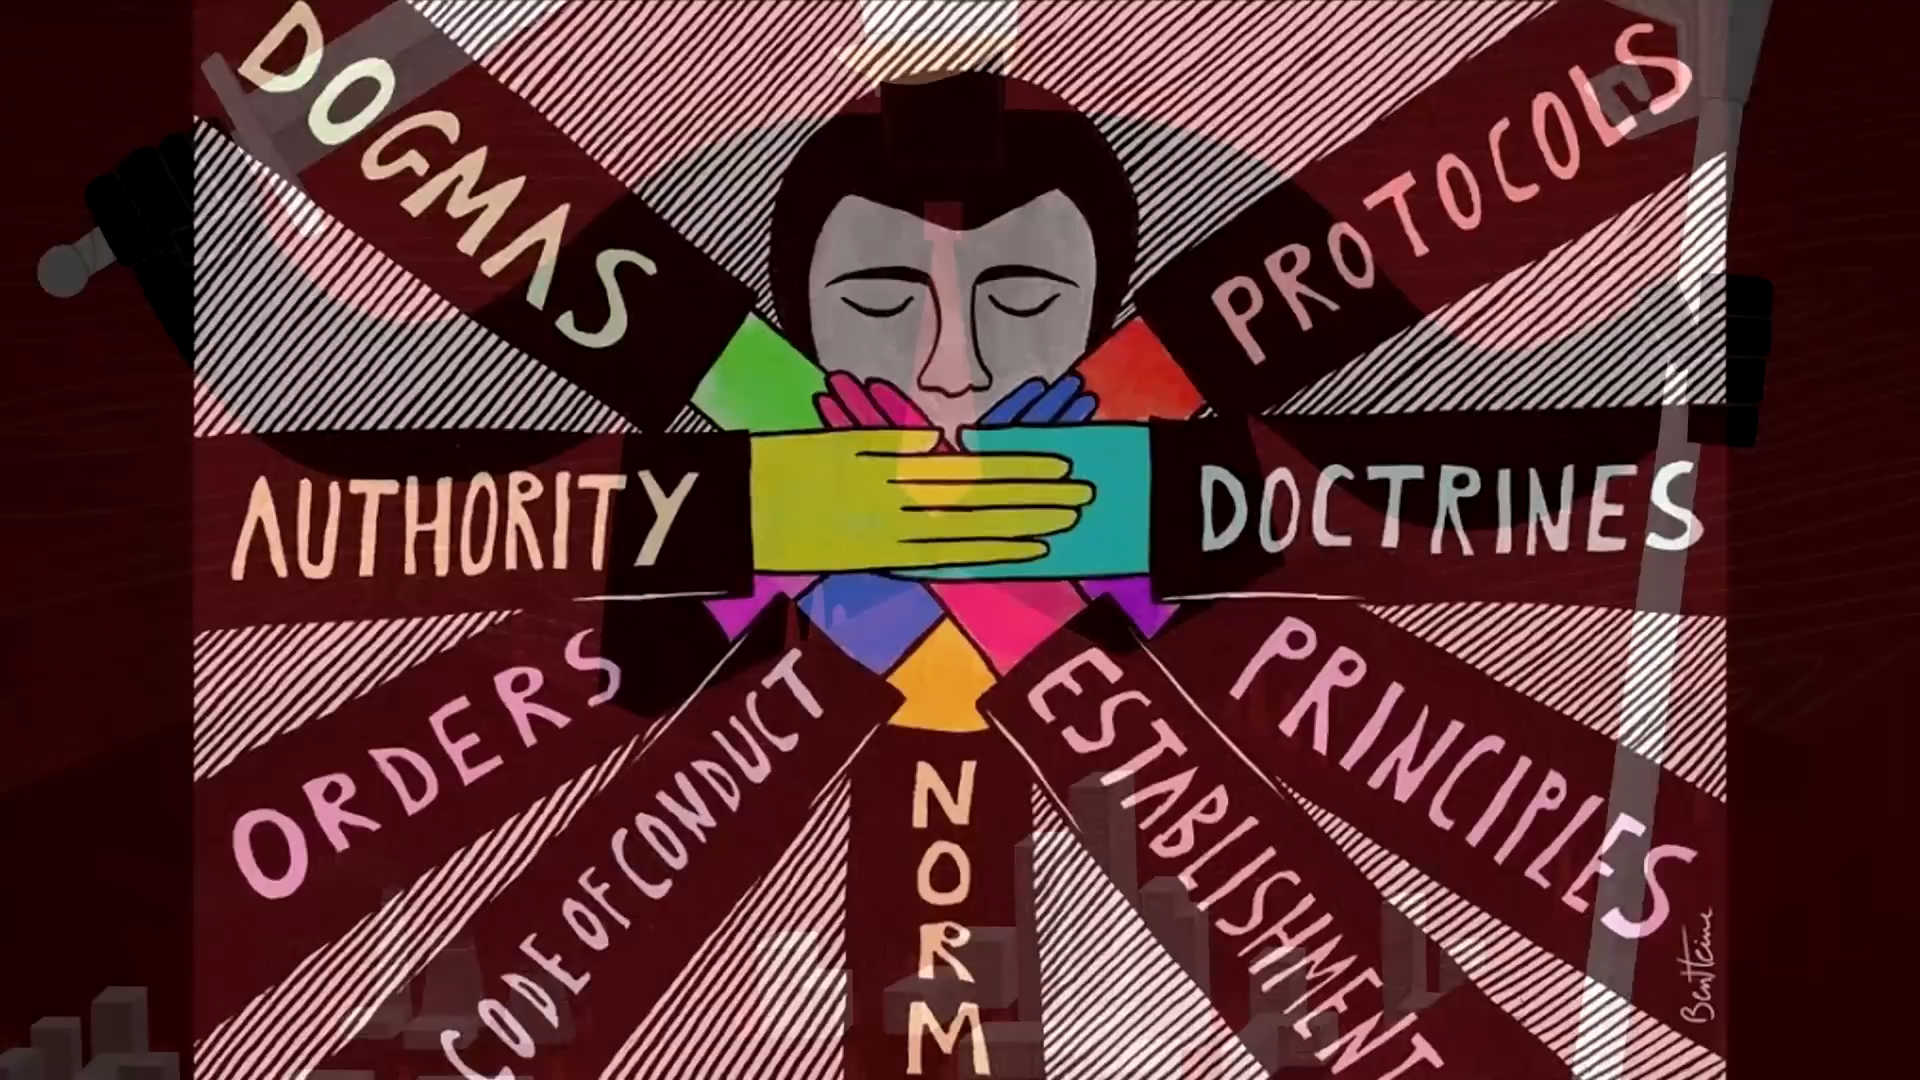 DOGMAS
PROTOCOLS
AUTHORITY
DOCTRINES
ORDERS
CODE OF CONDUCT
NORM
ESTABLISHMENT
PRINCIPLES